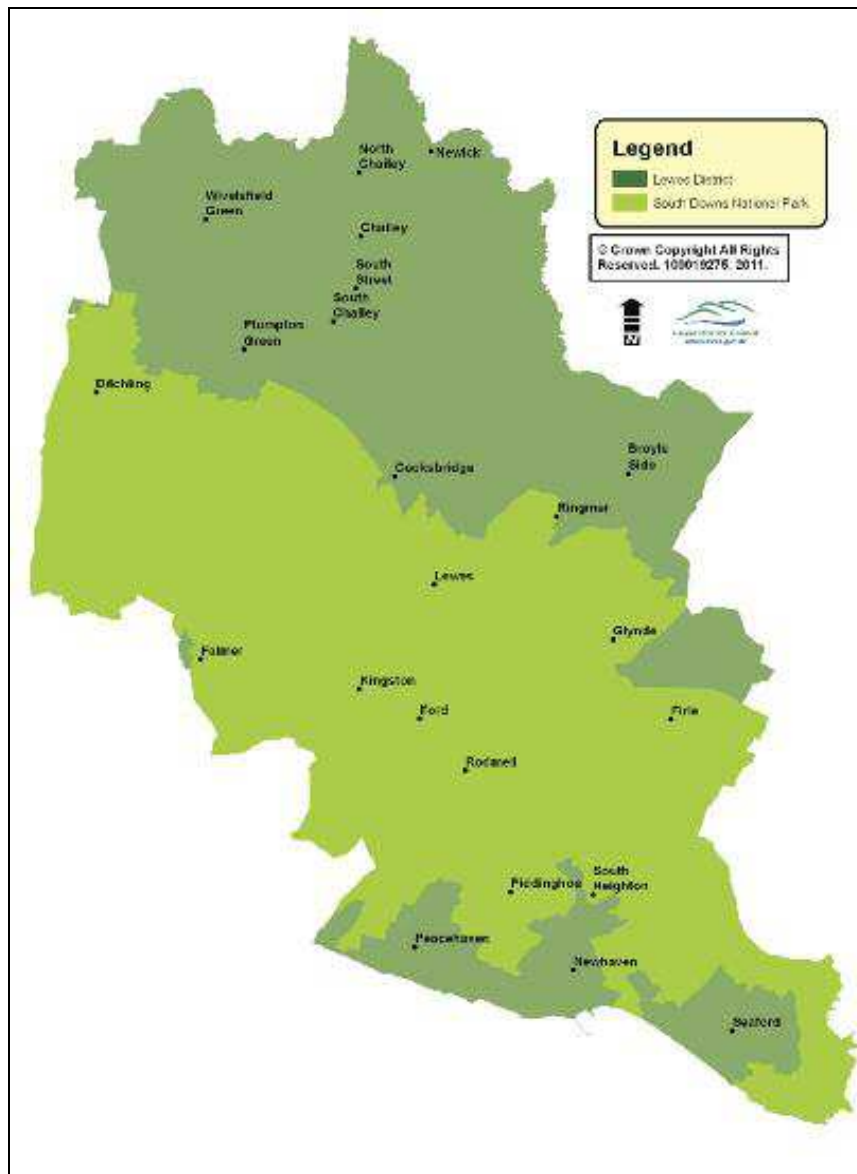 North
Chailey
Newick
Legend
Lewes District
South Downs National Park
Wivelsfield
Green
Chailey
© Crown Copyright All Rights
Reserved. 100019275. 2011.
South
Street
South
Chailey
Plumpton
Green
N
Ditchling
Cooksbridge
Broyle
Side
Ringmer
Lewes
Glynde
Falmer
Kingston
Firle
Rodmell
Piddinghoe
South
Heighton
Peacehaven
Newhaven
Seaford